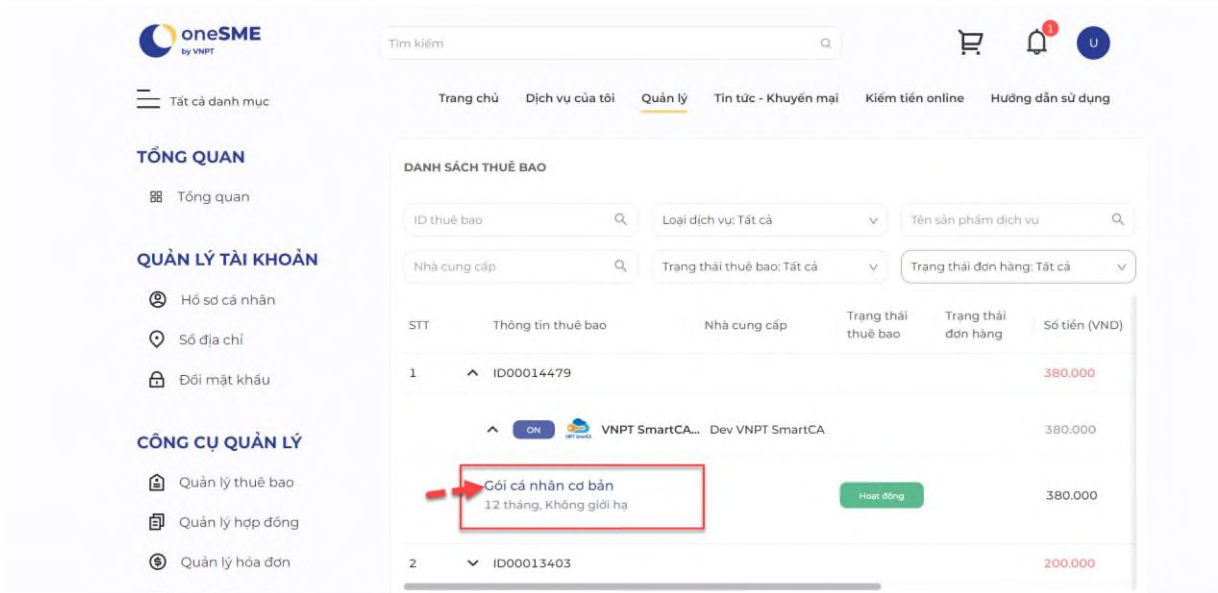 oneSME
by VNPT
Tìm kiếm
1
U
Tất cả danh mục
Trang chủ Dịch vụ của tôi Quản lý Tin tức - Khuyến mại Kiếm tiền online Hướng dẫn sử dụng
TỔNG QUAN
Tổng quan
QUẢN LÝ TÀI KHOẢN
Hồ sơ cá nhân
Sổ địa chỉ
Đổi mật khẩu
CÔNG CỤ QUẢN LÝ
Quản lý thuê bao
Quản lý hợp đồng
Quản lý hóa đơn
DANH SÁCH THUÊ BAO
ID thuê bao Loại dịch vụ: Tất cả Tên sản phẩm dịch vụ
Nhà cung cấp Trạng thái thuê bao: Tất cả Trạng thái đơn hàng: Tất cả
STT Thông tin thuê bao Nhà cung cấp Trạng thái thuê bao Trạng thái đơn hàng Số tiền (VND)
1 ID00014479 380.000
ON VNPT SmartCA... Dev VNPT SmartCA 380.000
Gói cá nhân cơ bản
12 tháng, Không giới hạ Hoạt động 380.000
2 ID00013403 200.000